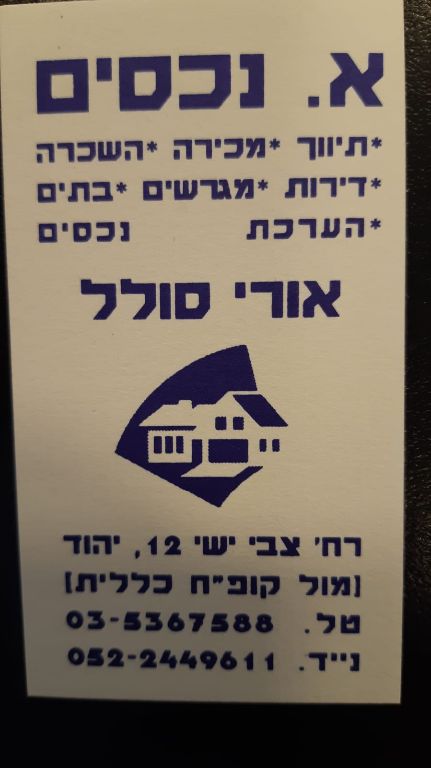 א. נכסים
*תיווך *מכירה *השכרה
*דירות *מגרשים *בתים
*הערכת נכסים
אורי סולל
רח' צבי ישי 12, יהוד
[מול קופ"ח כללית]
טל. 03-5367588
נייד. 052-2449611